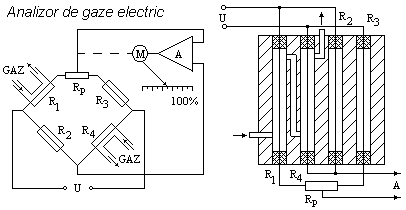 Analizor de gaze electric
U
R2
R3
M
A
GAZ
RP
R1
R3
100%
R2
R4
GAZ
R1
R4
A
U
RP